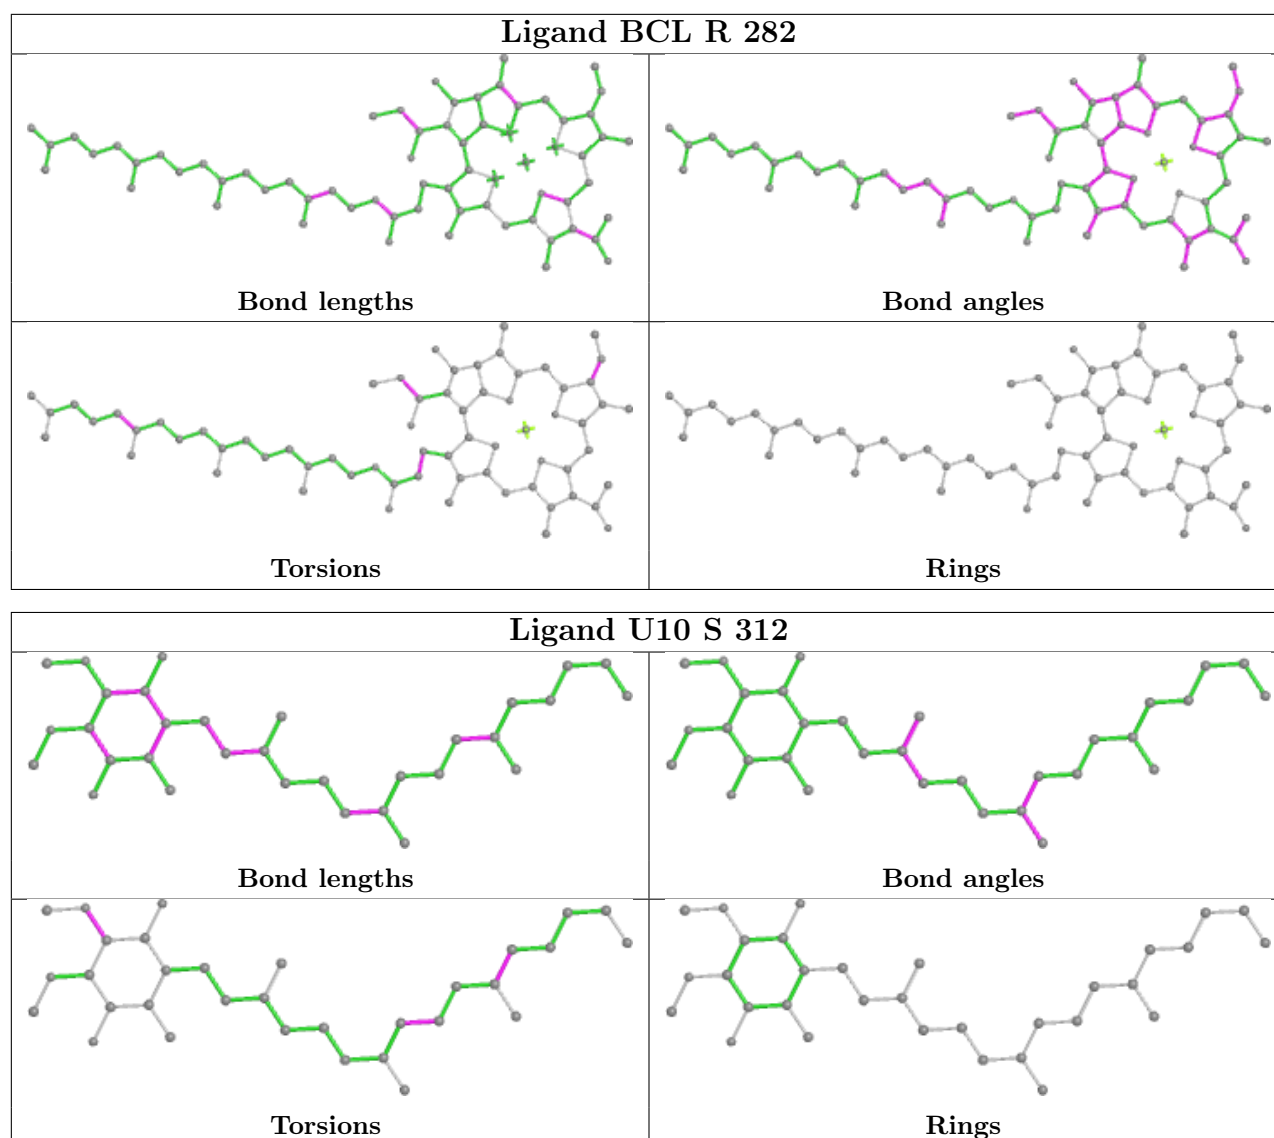 Ligand BCL R 282
Bond lengths
Bond angles
Torsions
Rings
Ligand U10 S 312
Bond lengths
Bond angles
Torsions
Rings